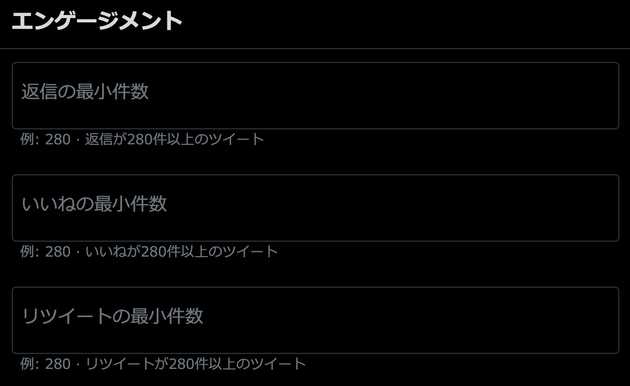 エンゲージメント
返信の最小件数
例: 280・返信が280件以上のツイート
いいねの最小件数
例: 280・いいねが280件以上のツイート
リツイートの最小件数
例: 280・リツイートが280件以上のツイート